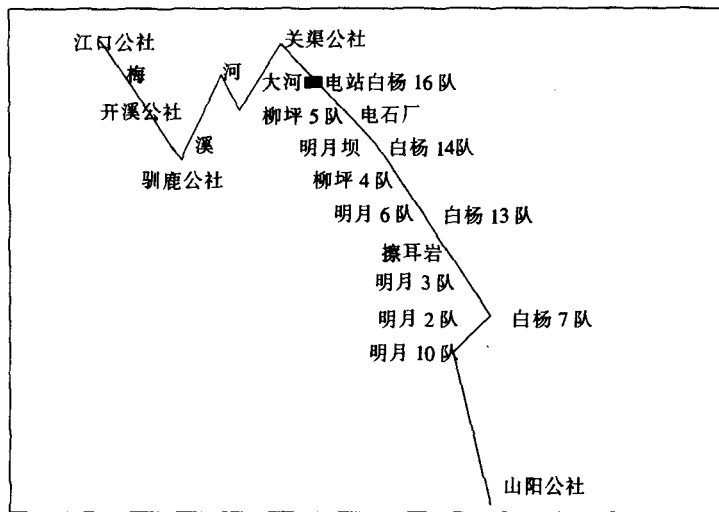 江口公社
关渠公社
梅
河
大河
电站白杨 16 队
开溪公社
柳坪 5 队
电石厂
溪
明月坝
白杨 14队
驯鹿公社
柳坪 4 队
明月 6 队
白杨 13 队
擦耳岩
明月 3 队
明月 2 队
白杨 7 队
明月 10 队
山阳公社